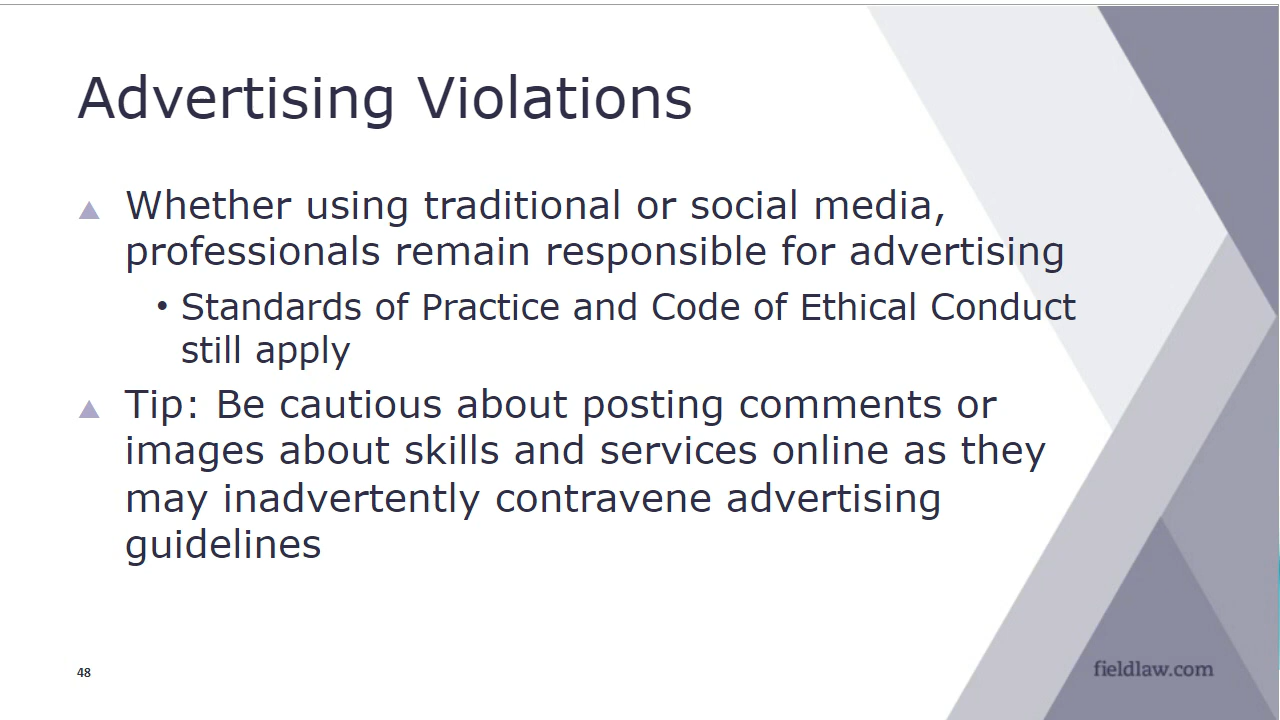 Advertising Violations
Whether using traditional or social media,
professionals remain responsible for advertising
• Standards of Practice and Code of Ethical Conduct
still apply
Tip: Be cautious about posting comments or
images about skills and services online as they
may inadvertently contravene advertising
guidelines
48
fieldlaw.com